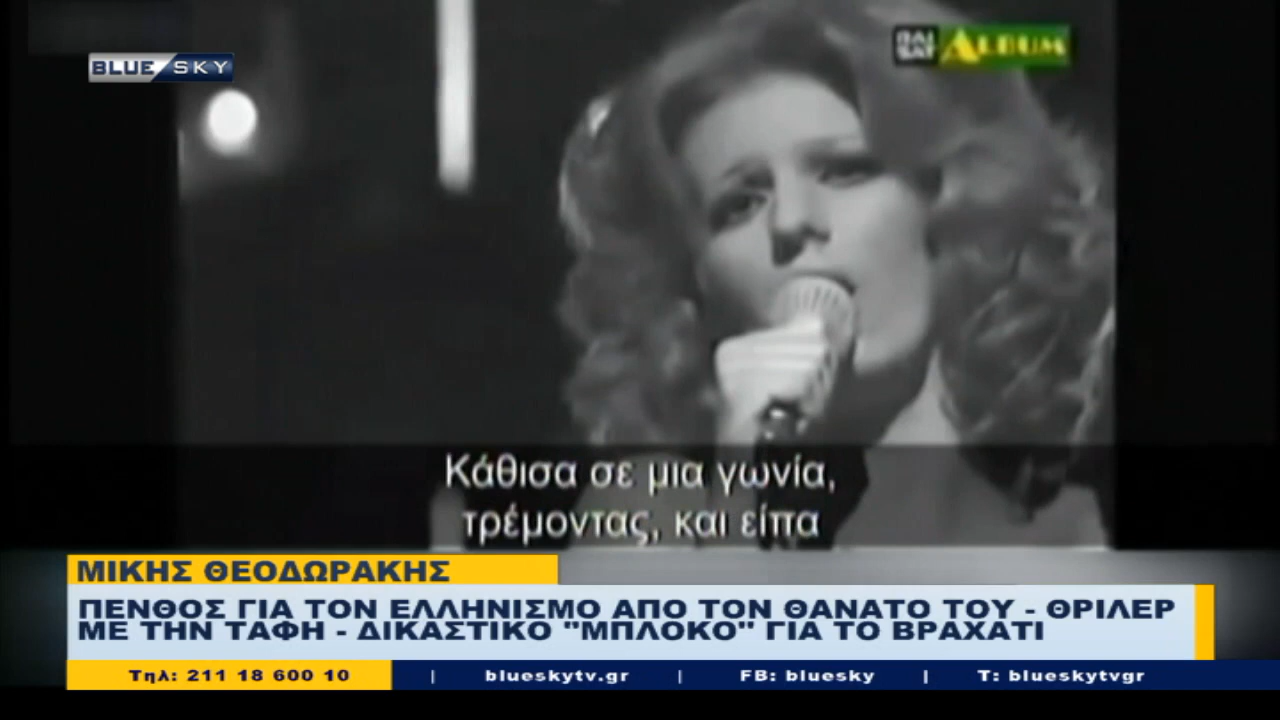 BLUE SKY
RAI
SAT ALBUM
Κάθισα σε μια γωνία,
τρέμοντας, και είπα
ΜΙΚΗΣ ΘΕΟΔΩΡΑΚΗΣ
ΠΕΝΘΟΣ ΓΙΑ ΤΟΝ ΕΛΛΗΝΙΣΜΟ ΑΠΟ ΤΟΝ ΘΑΝΑΤΟ ΤΟΥ - ΘΡΙΛΕΡ
ΜΕ ΤΗΝ ΤΑΦΗ - ΔΙΚΑΣΤΙΚΟ "ΜΠΛΟΚΟ" ΓΙΑ ΤΟ ΒΡΑΧΑΤΙ
Τηλ: 211 18 600 10 | blueskytv.gr | FB: bluesky | T: blueskytvgr